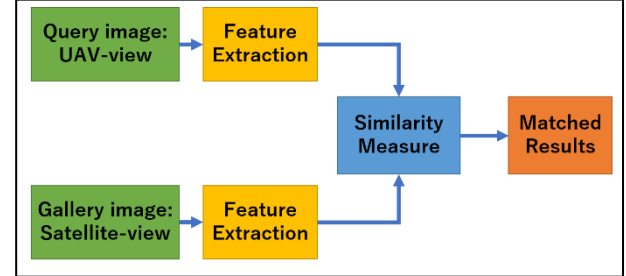 Query image:
UAV-view
Feature
Extraction
Similarity
Measure
Matched
Results
Gallery image:
Satellite-view
Feature
Extraction